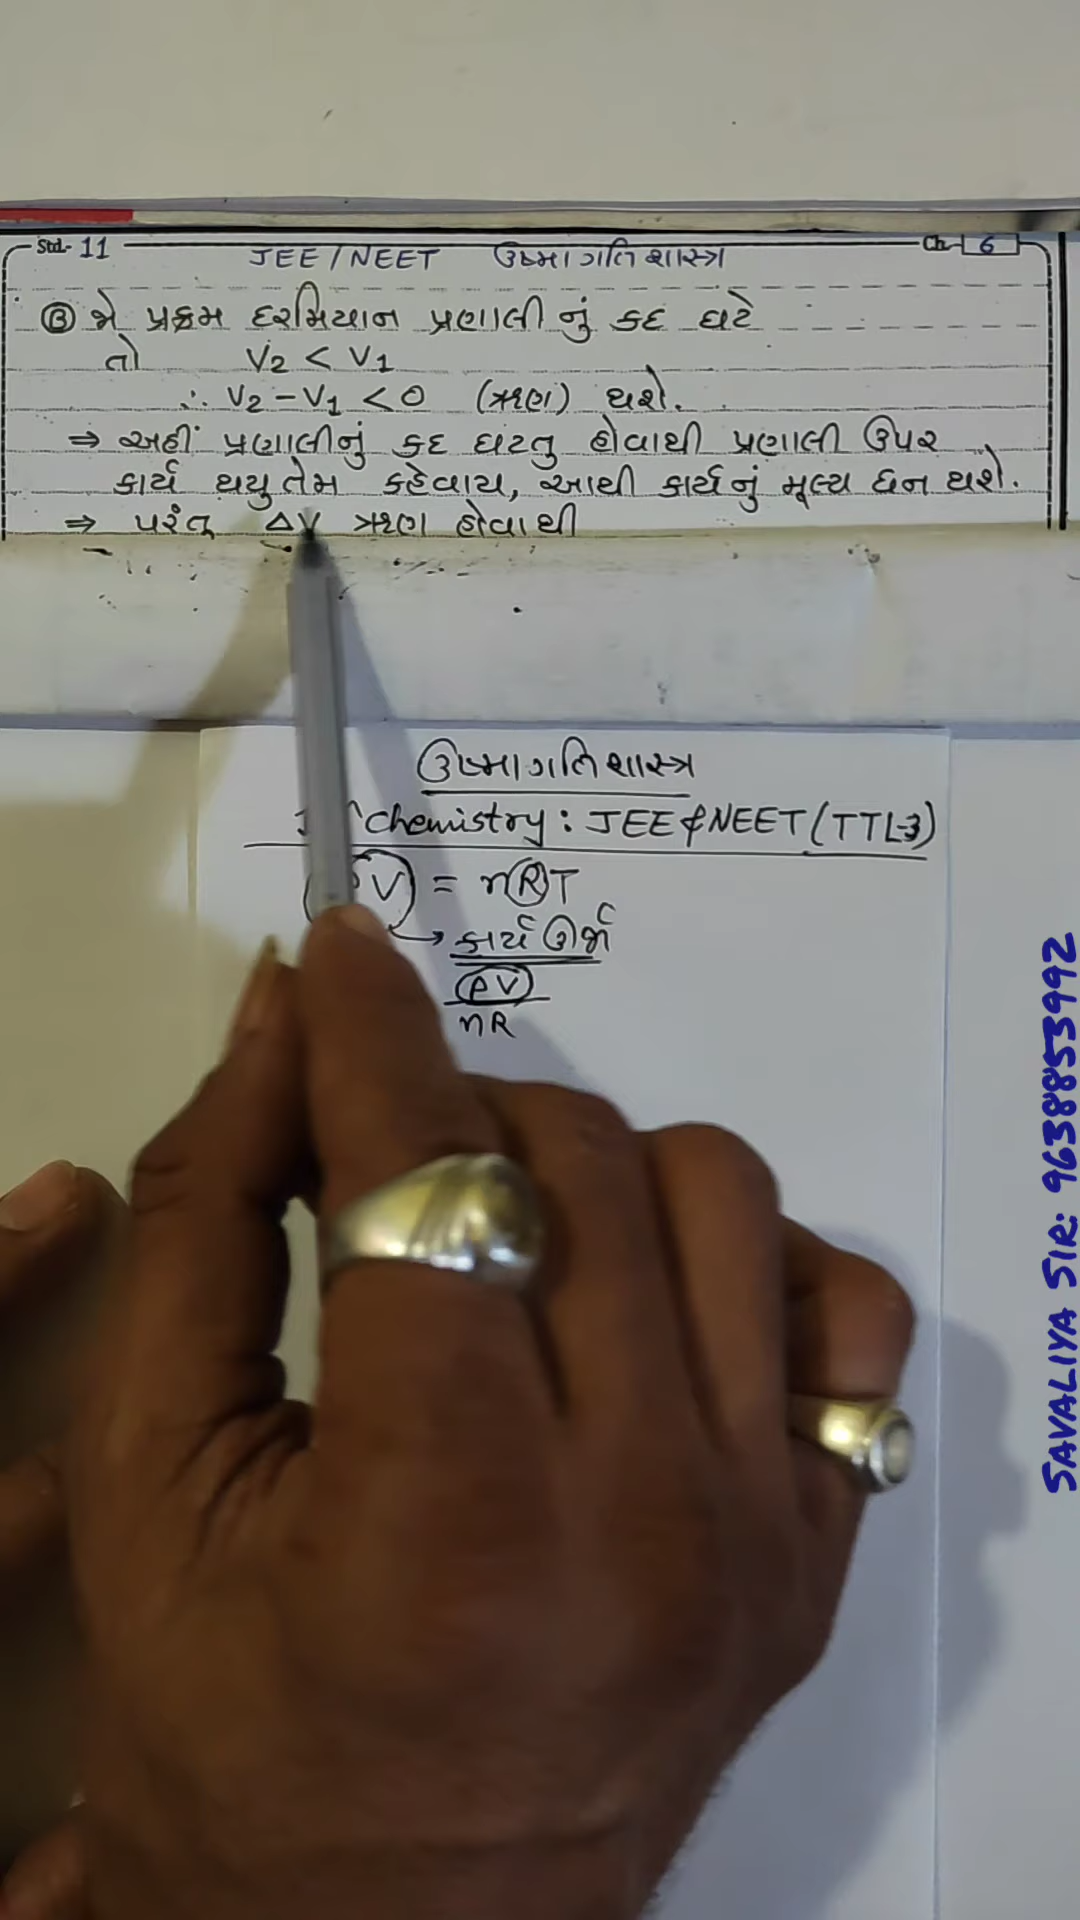 Std.- 11 JEE/NEET ઉષ્માગતિશાસ્ત્ર Ch.- 6
Ⓑ જો પ્રક્રમ દરમિયાન પ્રણાલીનું કદ ઘટે
તો V₂ < V₁
∴ V₂ - V₁ < 0 (ઋણ) થશે.
⇒ અહીં પ્રણાલીનું કદ ઘટતુ હોવાથી પ્રણાલી ઉપર
કાર્ય થયુ તેમ કહેવાય, આથી કાર્યનું મૂલ્ય ધન થશે.
⇒ પરંતુ ΔV ઋણ હોવાથી
ઉષ્માગતિશાસ્ત્ર
chemistry: JEE & NEET (TTL-3)
V = nRT
→ કાર્ય ઊર્જા
PV
nR
SAVALIYA SIR: 9638853992